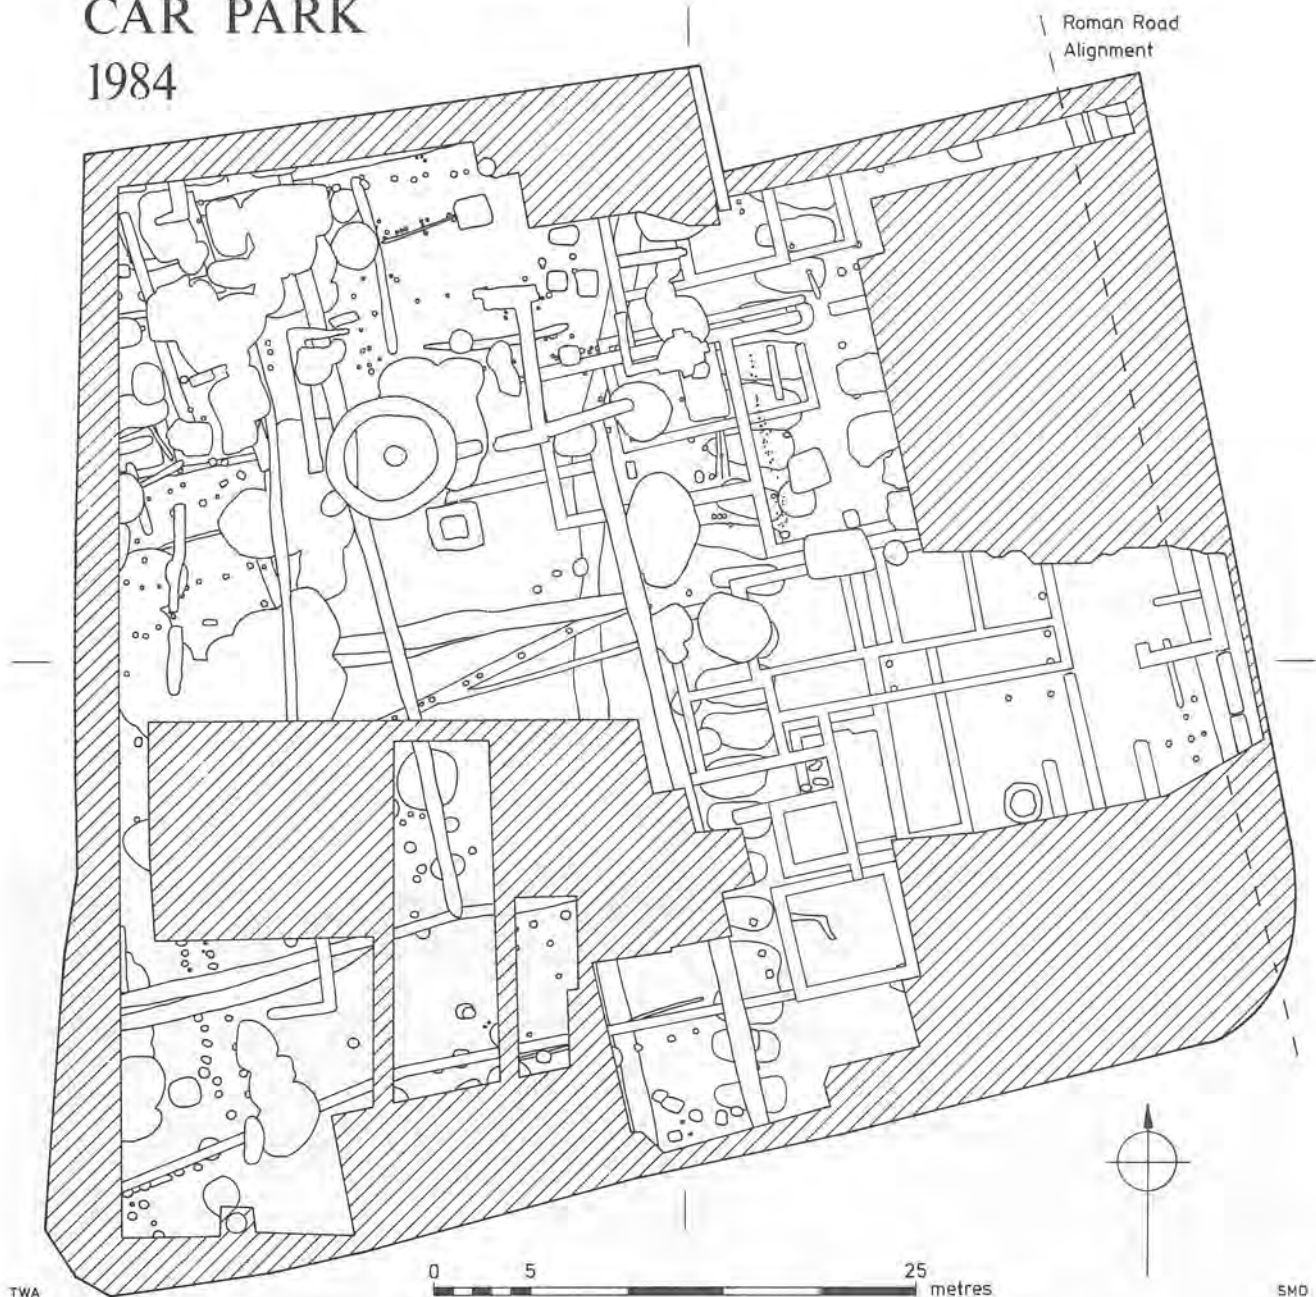 CAR PARK
1984
Roman Road
Alignment
0 5 25
metres
TWA
SMD